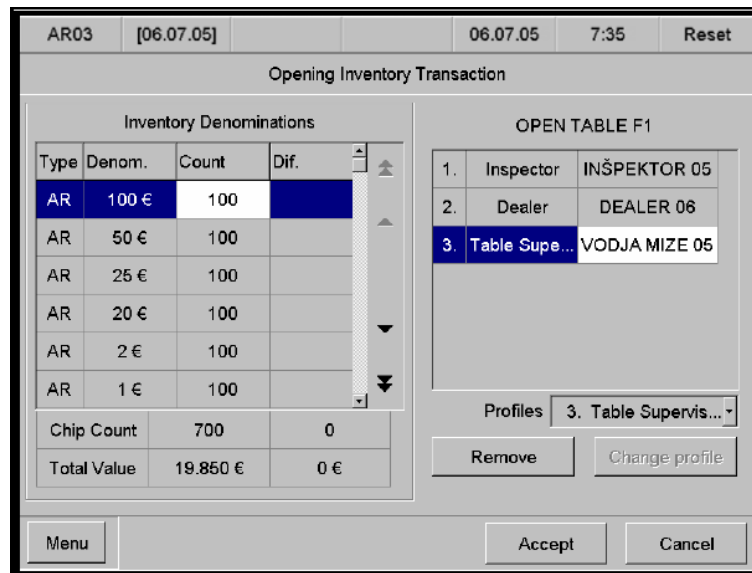 AR03 [06.07.05] 06.07.05 7:35 Reset
Opening Inventory Transaction
Inventory Denominations
Type Denom. Count Dif.
AR 100 € 100
AR 50 € 100
AR 25 € 100
AR 20 € 100
AR 2 € 100
AR 1 € 100
Chip Count 700 0
Total Value 19.850 € 0 €
OPEN TABLE F1
1. Inspector INŠPEKTOR 05
2. Dealer DEALER 06
3. Table Supe... VODJA MIZE 05
Profiles 3. Table Supervis...
Remove Change profile
Menu Accept Cancel